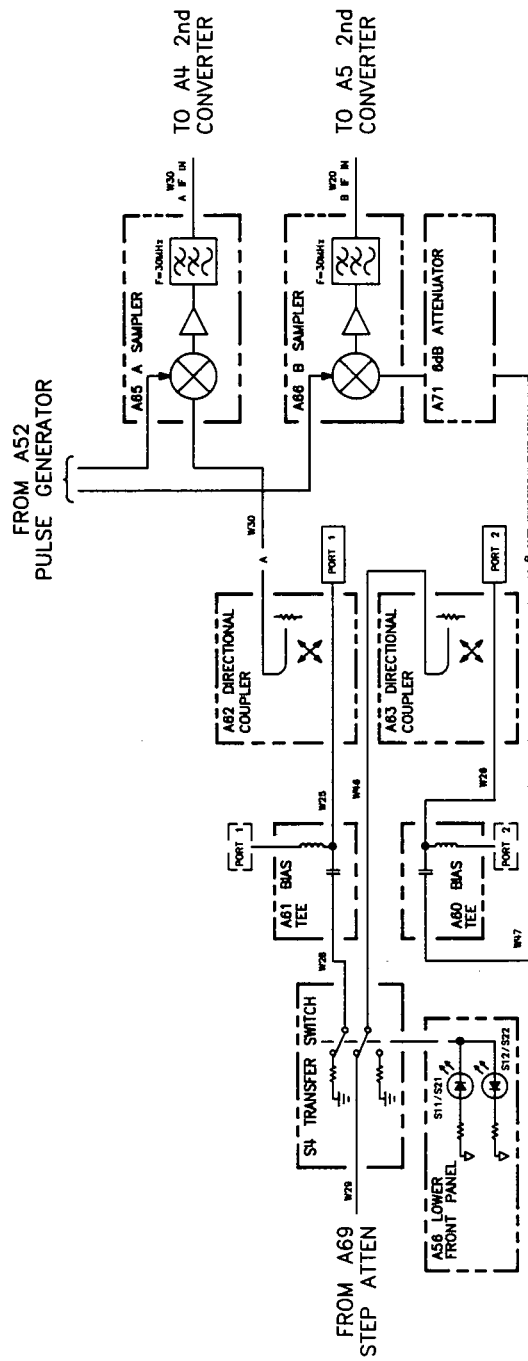 FROM A52
PULSE GENERATOR
A65 A SAMPLER
F=30MHz
W30
A IF IN
TO A4 2nd
CONVERTER
A66 B SAMPLER
F=30MHz
W20
B IF IN
TO A5 2nd
CONVERTER
A71 6dB ATTENUATOR
W30
A
A62 DIRECTIONAL
COUPLER
PORT 1
A63 DIRECTIONAL
COUPLER
PORT 2
W25
W46
W26
PORT 1
A61 BIAS
TEE
A60 BIAS
TEE
PORT 2
W28
W47
S4 TRANSFER SWITCH
W29
FROM A69
STEP ATTEN
A56 LOWER
FRONT PANEL
S11/S21
S12/S22